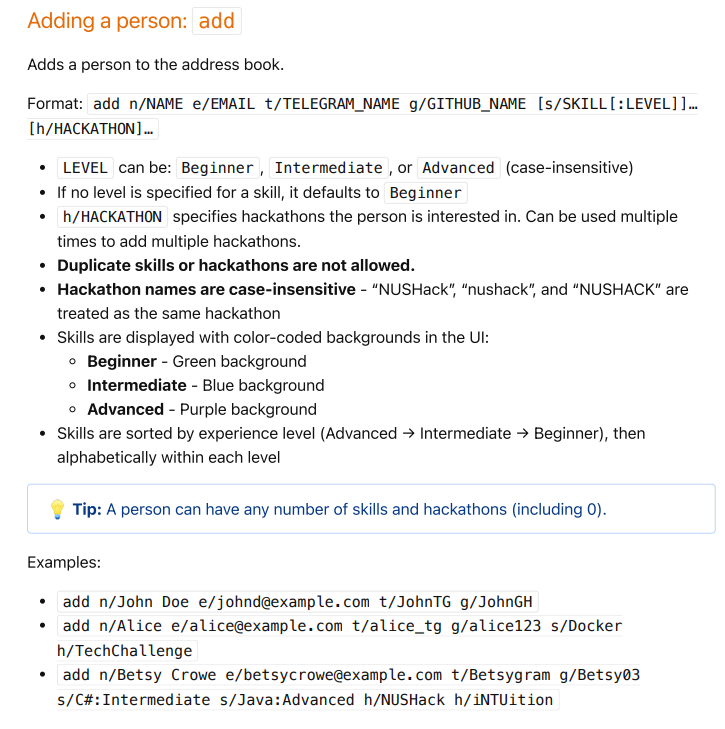 Adding a person: add
Adds a person to the address book.
Format: add n/NAME e/EMAIL t/TELEGRAM_NAME g/GITHUB_NAME [s/SKILL[:LEVEL]]…
[h/HACKATHON]…
• LEVEL can be: Beginner, Intermediate, or Advanced (case-insensitive)
• If no level is specified for a skill, it defaults to Beginner
• h/HACKATHON specifies hackathons the person is interested in. Can be used multiple
times to add multiple hackathons.
• Duplicate skills or hackathons are not allowed.
• Hackathon names are case-insensitive - “NUSHack”, “nushack”, and “NUSHACK” are
treated as the same hackathon
• Skills are displayed with color-coded backgrounds in the UI:
◦ Beginner - Green background
◦ Intermediate - Blue background
◦ Advanced - Purple background
• Skills are sorted by experience level (Advanced → Intermediate → Beginner), then
alphabetically within each level
💡 Tip: A person can have any number of skills and hackathons (including 0).
Examples:
• add n/John Doe e/johnd@example.com t/JohnTG g/JohnGH
• add n/Alice e/alice@example.com t/alice_tg g/alice123 s/Docker
h/TechChallenge
• add n/Betsy Crowe e/betsycrowe@example.com t/Betsygram g/Betsy03
s/C#:Intermediate s/Java:Advanced h/NUSHack h/iNTUition